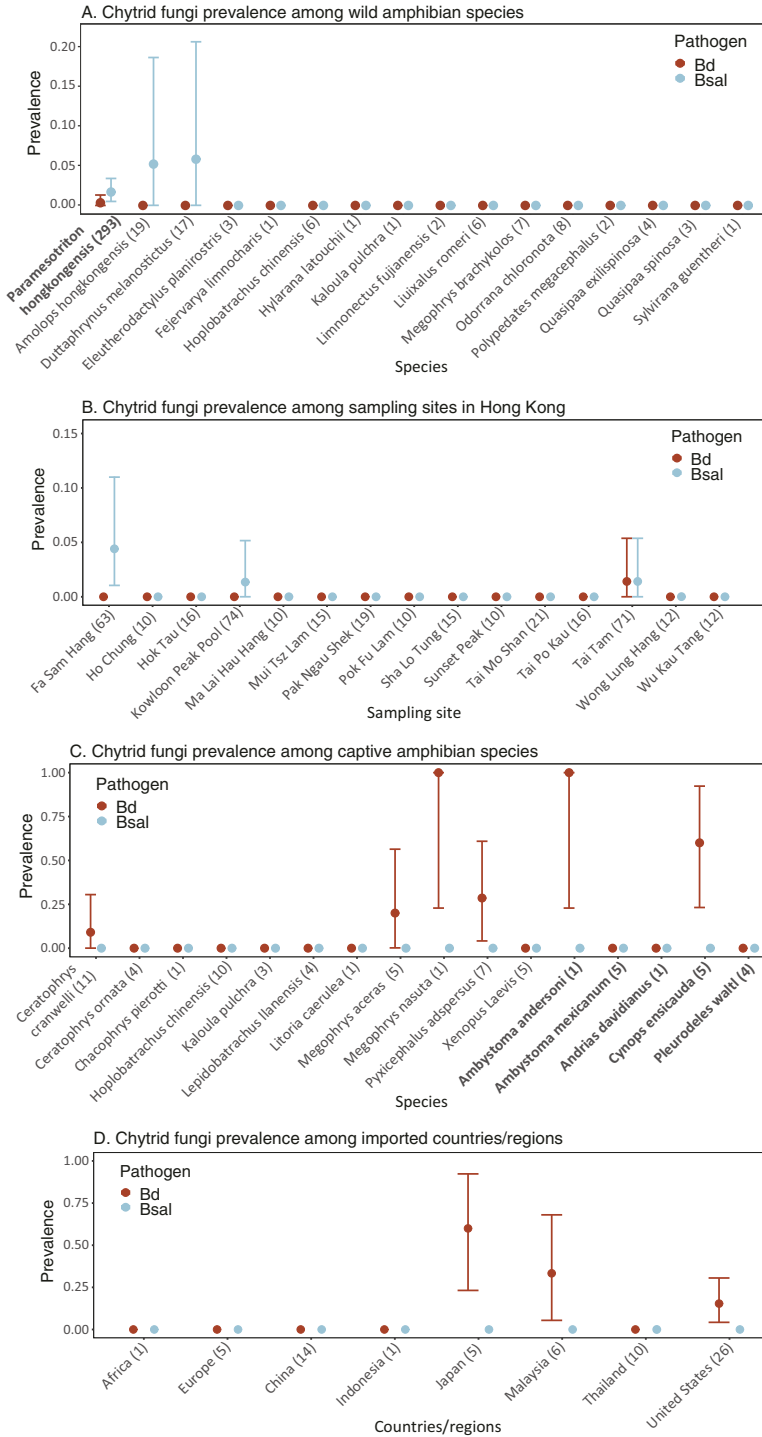 A. Chytrid fungi prevalence among wild amphibian species
Pathogen
Bd
Bsal
Prevalence
0.20
0.15
0.10
0.05
0.00
Paramesotriton
hongkongensis (293)
Amolops hongkongensis (19)
Duttaphrynus melanostictus (17)
Eleutherodactylus planirostris (3)
Fejervarya limnocharis (1)
Hoplobatrachus chinensis (6)
Hylarana latouchii (1)
Kaloula pulchra (1)
Limnonectus fujianensis (2)
Liuixalus romeri (6)
Megophrys brachykolos (7)
Odorrana chloronota (8)
Polypedates megacephalus (2)
Quasipaa exilispinosa (4)
Quasipaa spinosa (3)
Sylvirana guentheri (1)
Species
B. Chytrid fungi prevalence among sampling sites in Hong Kong
Pathogen
Bd
Bsal
Prevalence
0.15
0.10
0.05
0.00
Fa Sam Hang (63)
Ho Chung (10)
Hok Tau (16)
Kowloon Peak Pool (74)
Ma Lai Hau Hang (10)
Mui Tsz Lam (15)
Pak Ngau Shek (19)
Pok Fu Lam (10)
Sha Lo Tung (15)
Sunset Peak (10)
Tai Mo Shan (21)
Tai Po Kau (16)
Tai Tam (71)
Wong Lung Hang (12)
Wu Kau Tang (12)
Sampling site
C. Chytrid fungi prevalence among captive amphibian species
Pathogen
Bd
Bsal
Prevalence
1.00
0.75
0.50
0.25
0.00
Ceratophrys
cranwelli (11)
Ceratophrys ornata (4)
Chacophrys pierotti (1)
Hoplobatrachus chinensis (10)
Kaloula pulchra (3)
Lepidobatrachus llanensis (4)
Litoria caerulea (1)
Megophrys aceras (5)
Megophrys nasuta (1)
Pyxicephalus adspersus (7)
Xenopus Laevis (5)
Ambystoma andersoni (1)
Ambystoma mexicanum (5)
Andrias davidianus (1)
Cynops ensicauda (5)
Pleurodeles waltl (4)
Species
D. Chytrid fungi prevalence among imported countries/regions
Pathogen
Bd
Bsal
Prevalence
1.00
0.75
0.50
0.25
0.00
Africa (1)
Europe (5)
China (14)
Indonesia (1)
Japan (5)
Malaysia (6)
Thailand (10)
United States (26)
Countries/regions